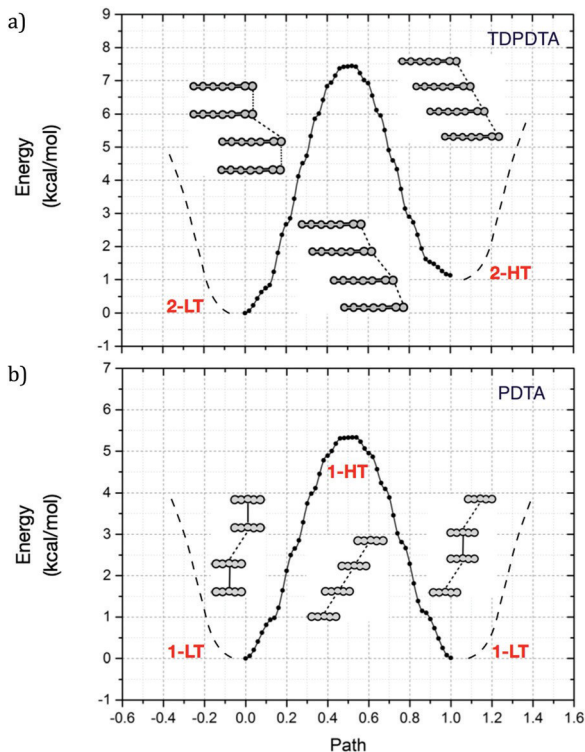 a)
TDPDTA
Energy
(kcal/mol)
9
8
7
6
5
4
3
2
1
0
-1
2-LT
2-HT
b)
PDTA
Energy
(kcal/mol)
7
6
5
4
3
2
1
0
-1
1-HT
1-LT
1-LT
-0.6 -0.4 -0.2 0.0 0.2 0.4 0.6 0.8 1.0 1.2 1.4 1.6
Path